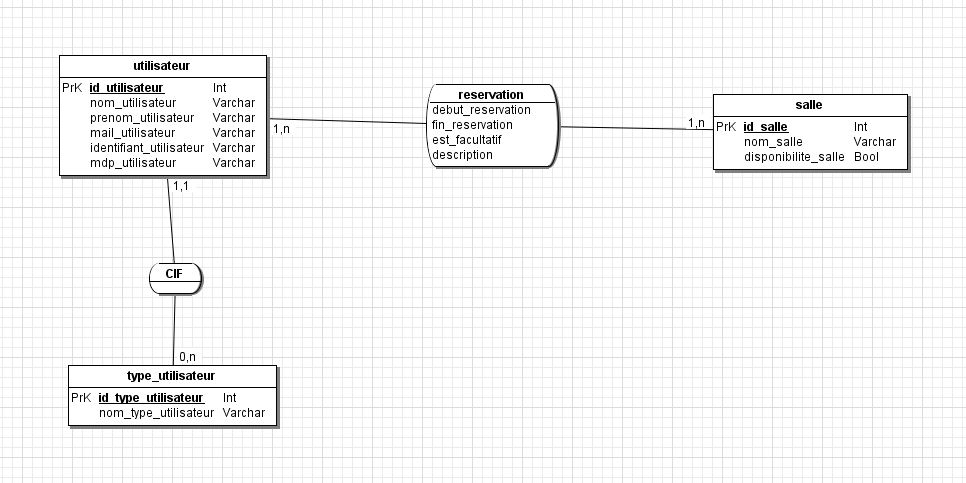 utilisateur
PrK id_utilisateur Int
nom_utilisateur Varchar
prenom_utilisateur Varchar
mail_utilisateur Varchar
identifiant_utilisateur Varchar
mdp_utilisateur Varchar
1,n
1,1
reservation
debut_reservation
fin_reservation
est_facultatif
description
1,n
salle
PrK id_salle Int
nom_salle Varchar
disponibilite_salle Bool
CIF
0,n
type_utilisateur
PrK id_type_utilisateur Int
nom_type_utilisateur Varchar